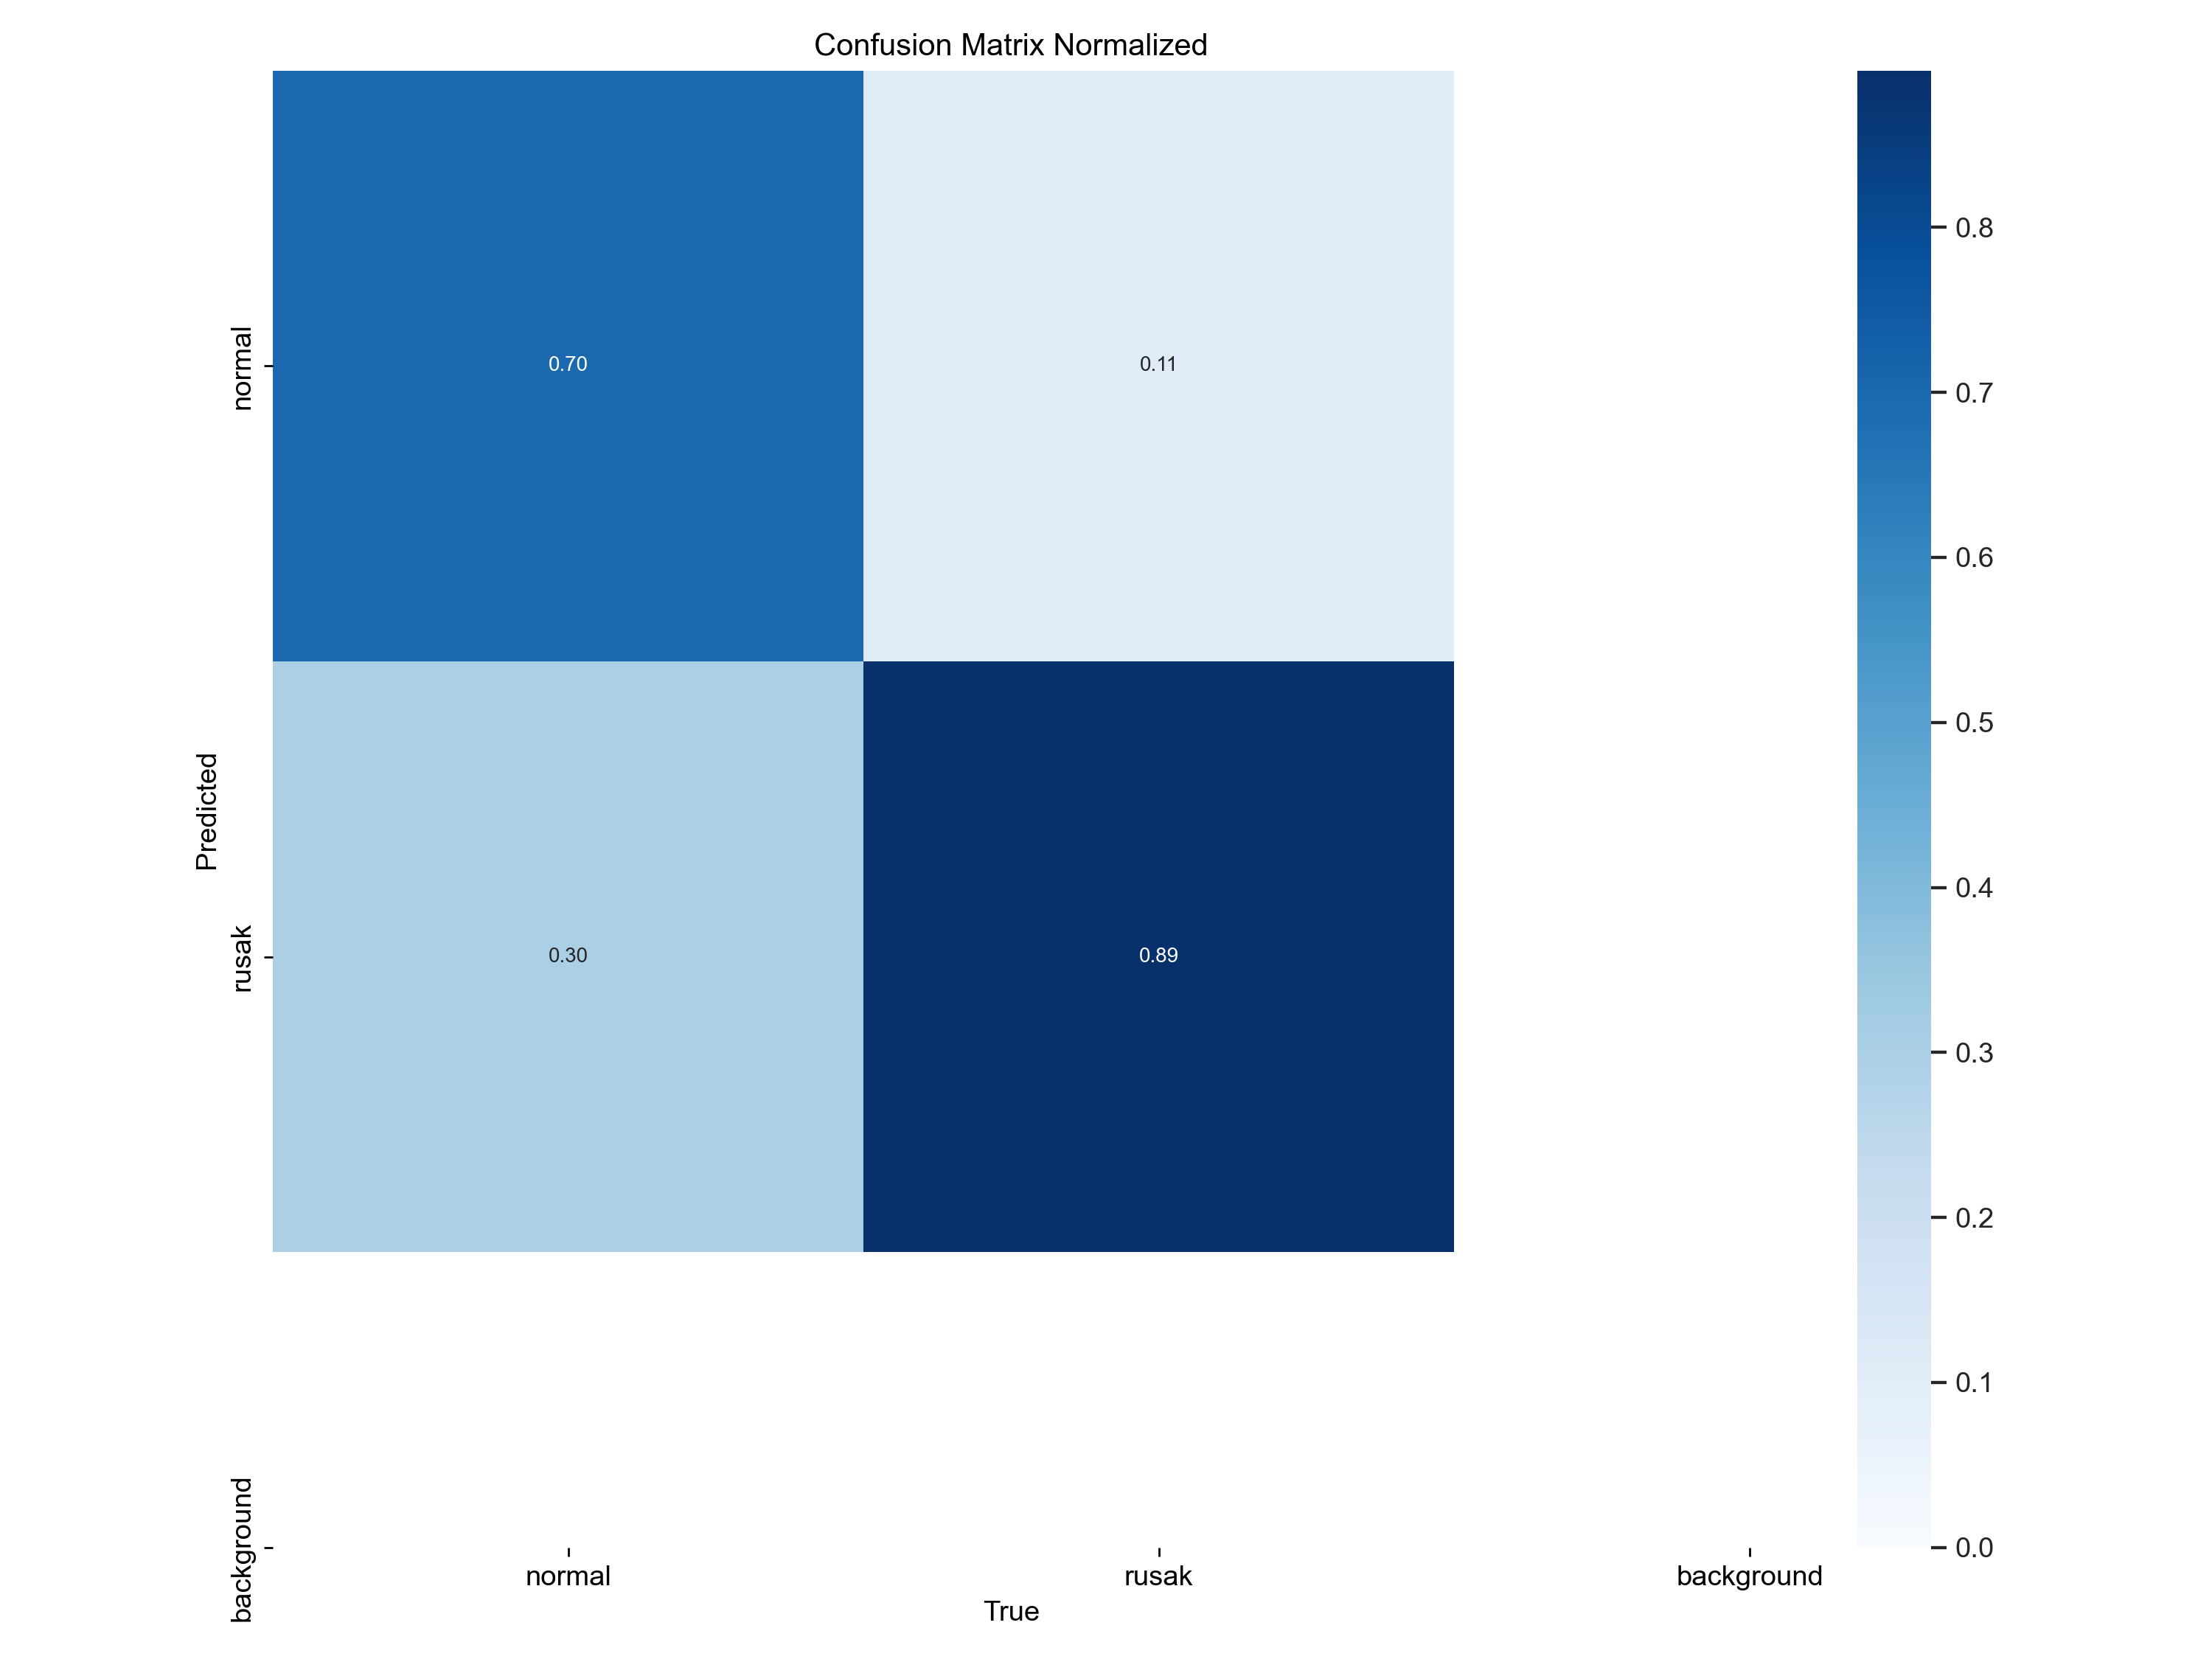 Confusion Matrix Normalized
normal
0.70
0.11
rusak
0.30
0.89
background
Predicted
normal
rusak
background
True
0.8
0.7
0.6
0.5
0.4
0.3
0.2
0.1
0.0